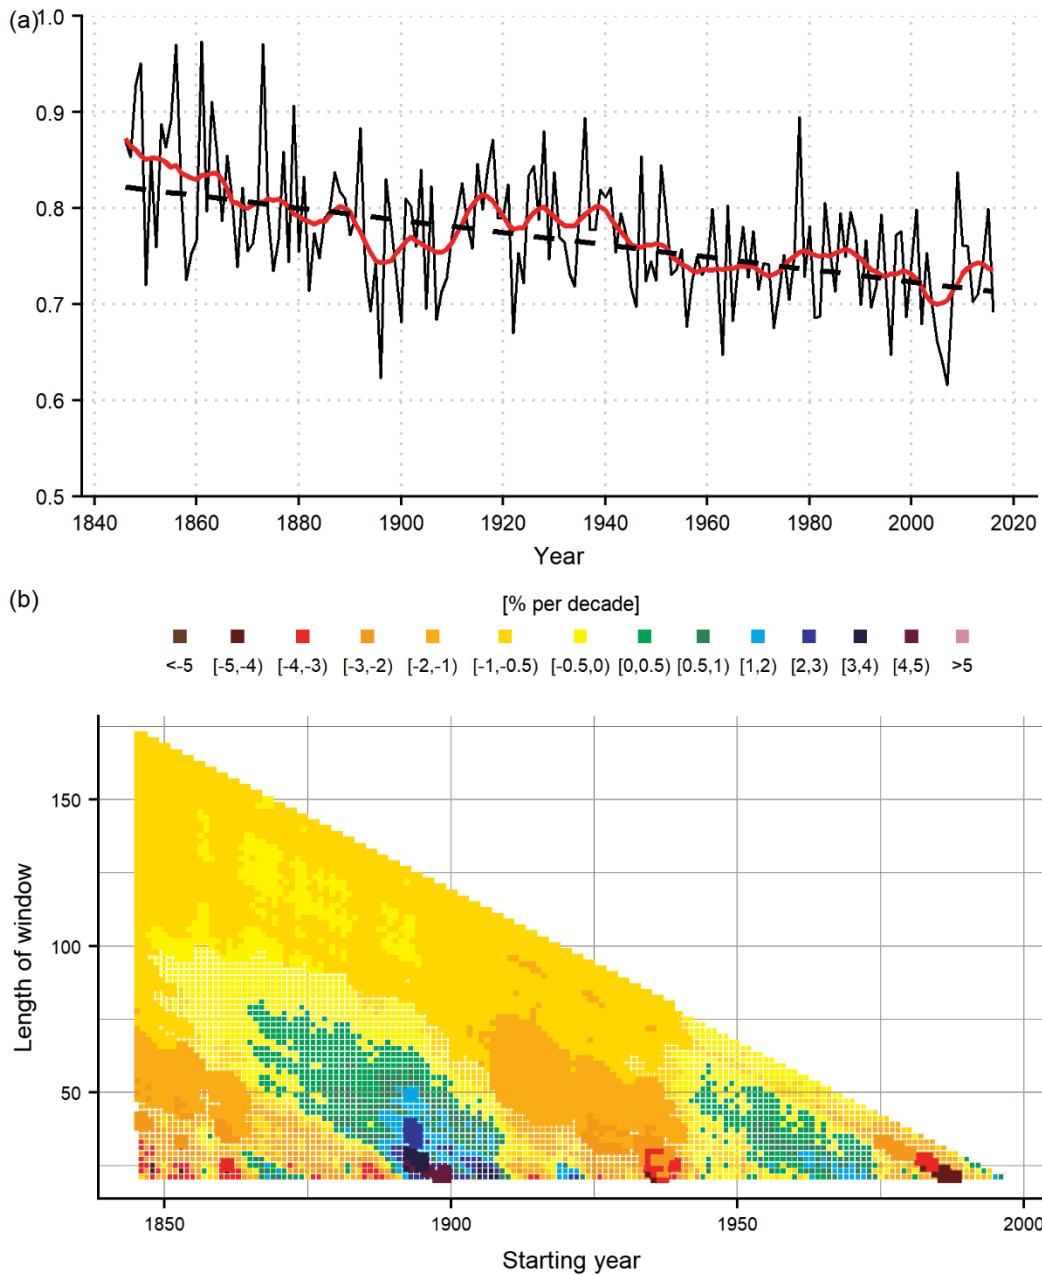 (a)
1.0
0.9
0.8
0.7
0.6
0.5
1840 1860 1880 1900 1920 1940 1960 1980 2000 2020
Year
(b)
[% per decade]
<-5 [-5,-4) [-4,-3) [-3,-2) [-2,-1) [-1,-0.5) [-0.5,0) [0,0.5) [0.5,1) [1,2) [2,3) [3,4) [4,5) >5
Length of window
150
100
50
1850 1900 1950 2000
Starting year